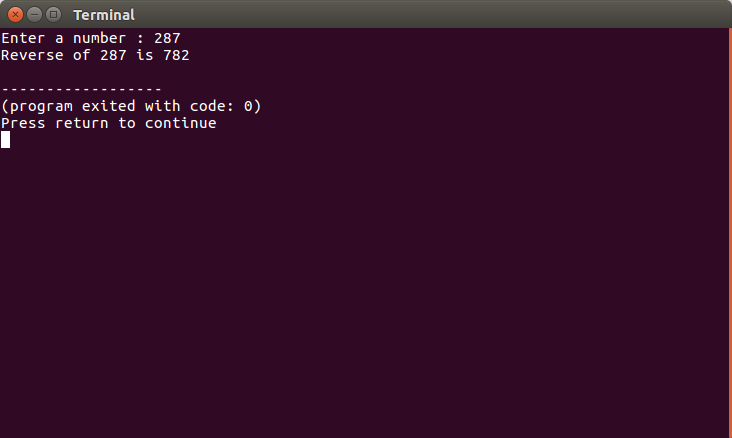 Terminal
Enter a number : 287
Reverse of 287 is 782
------------------
(program exited with code: 0)
Press return to continue